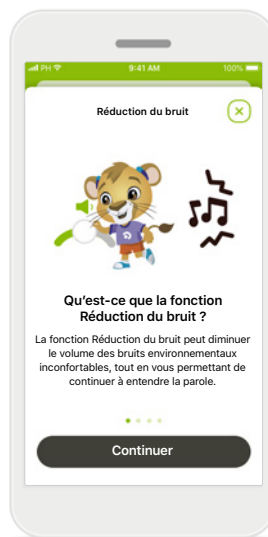 PH 9:41 AM 100%
Réduction du bruit
Qu'est-ce que la fonction
Réduction du bruit ?
La fonction Réduction du bruit peut diminuer
le volume des bruits environnementaux
inconfortables, tout en vous permettant de
continuer à entendre la parole.
Continuer